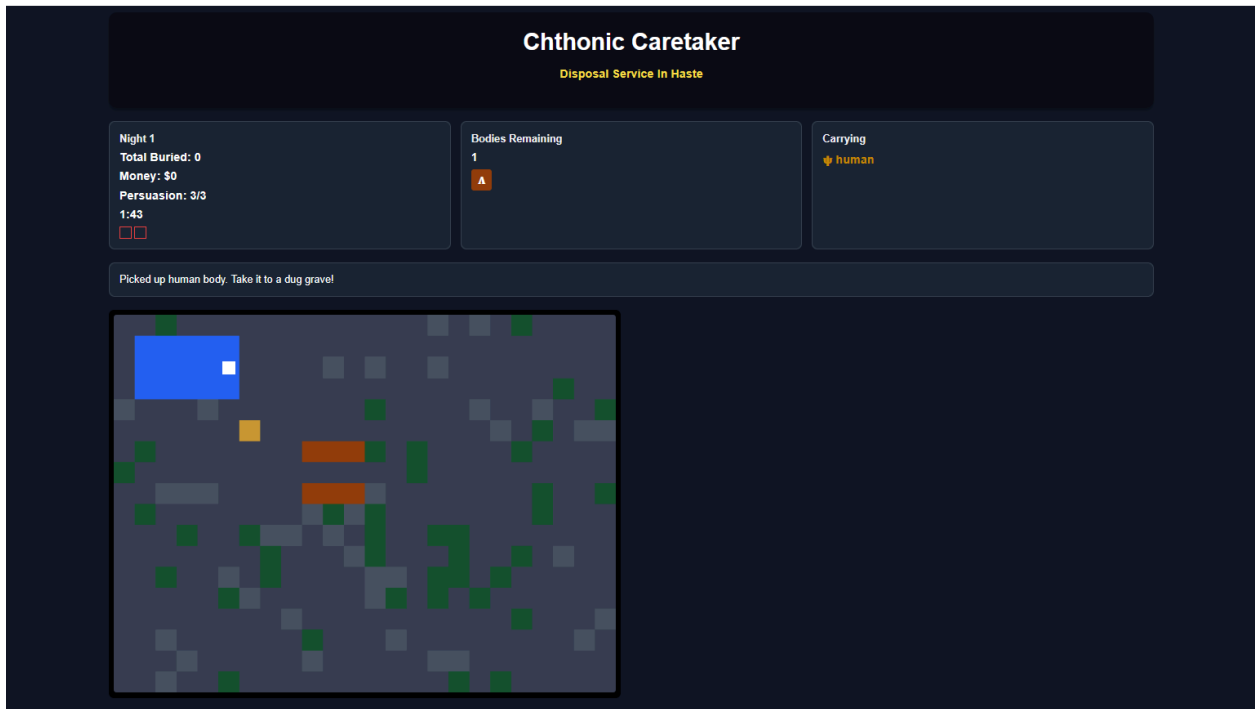 Chthonic Caretaker
Disposal Service In Haste
Night 1
Total Buried: 0
Money: $0
Persuasion: 3/3
1:43
Bodies Remaining
1
Λ
Carrying
ψ human
Picked up human body. Take it to a dug grave!